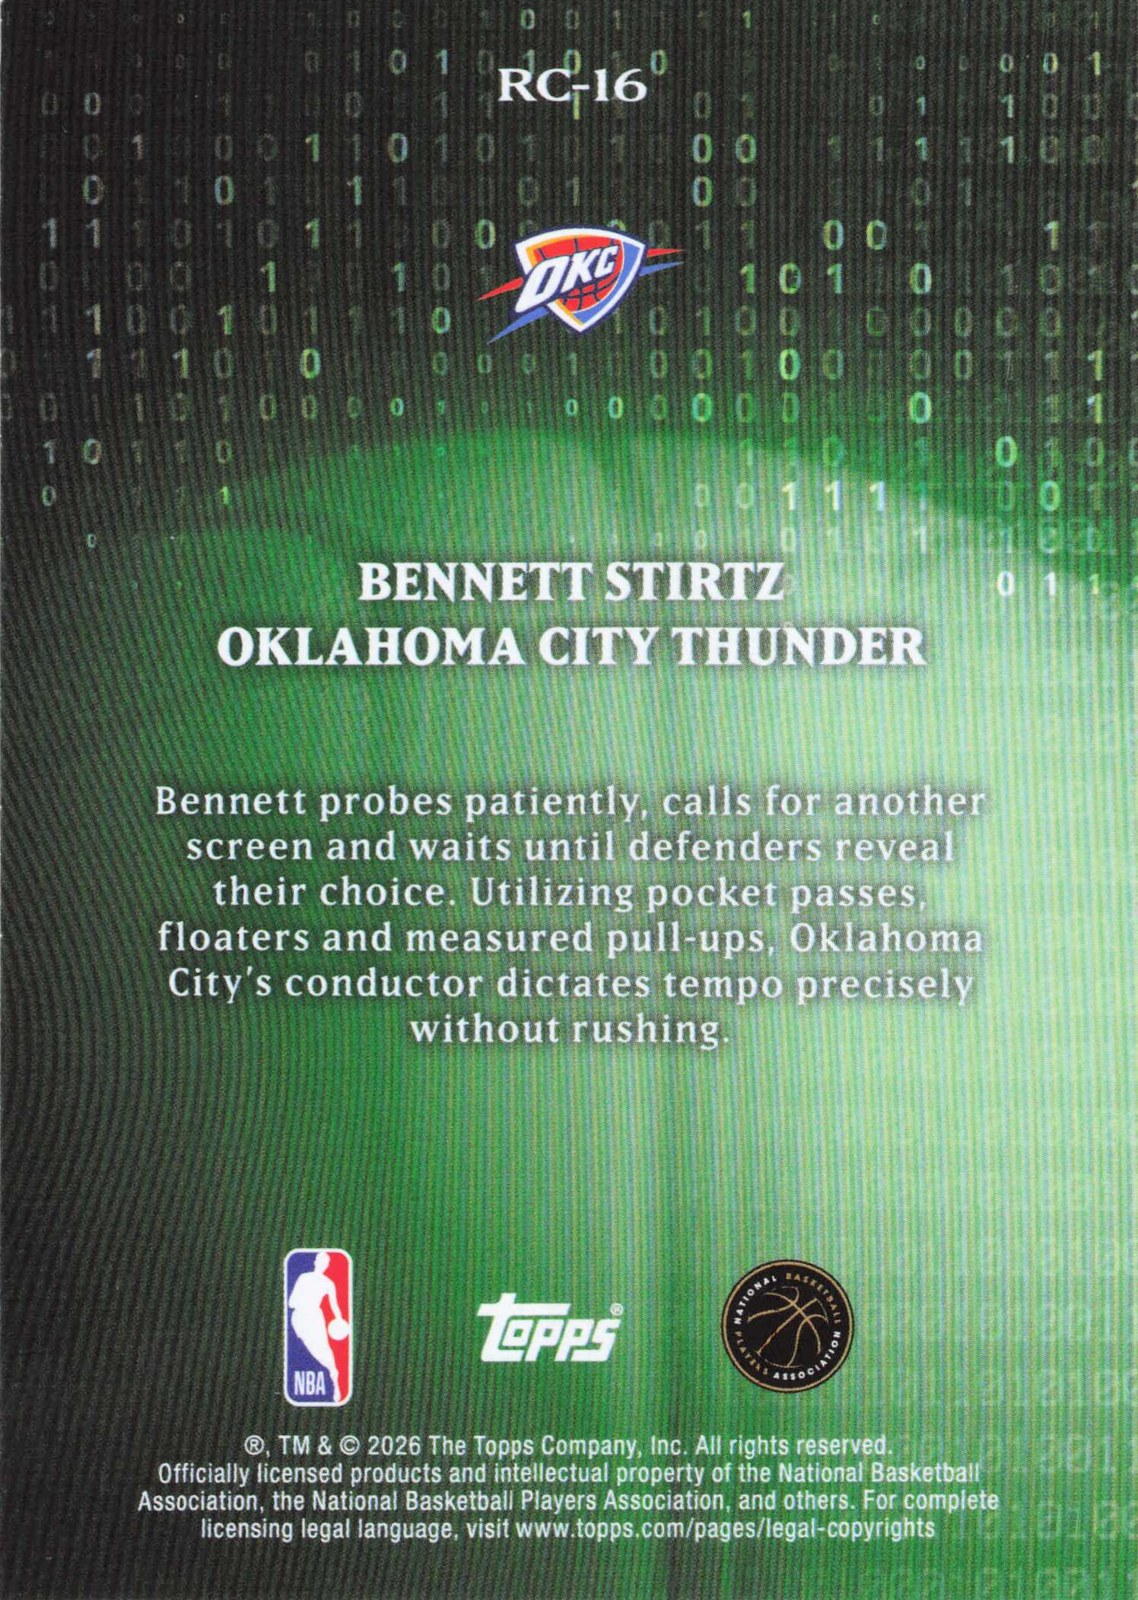 RC-16
OKC
BENNETT STIRTZ
OKLAHOMA CITY THUNDER
Bennett probes patiently, calls for another
screen and waits until defenders reveal
their choice. Utilizing pocket passes,
floaters and measured pull-ups, Oklahoma
City's conductor dictates tempo precisely
without rushing.
NBA
Topps®
NATIONAL BASKETBALL PLAYERS ASSOCIATION
®, TM & © 2026 The Topps Company, Inc. All rights reserved.
Officially licensed products and intellectual property of the National Basketball
Association, the National Basketball Players Association, and others. For complete
licensing legal language, visit www.topps.com/pages/legal-copyrights